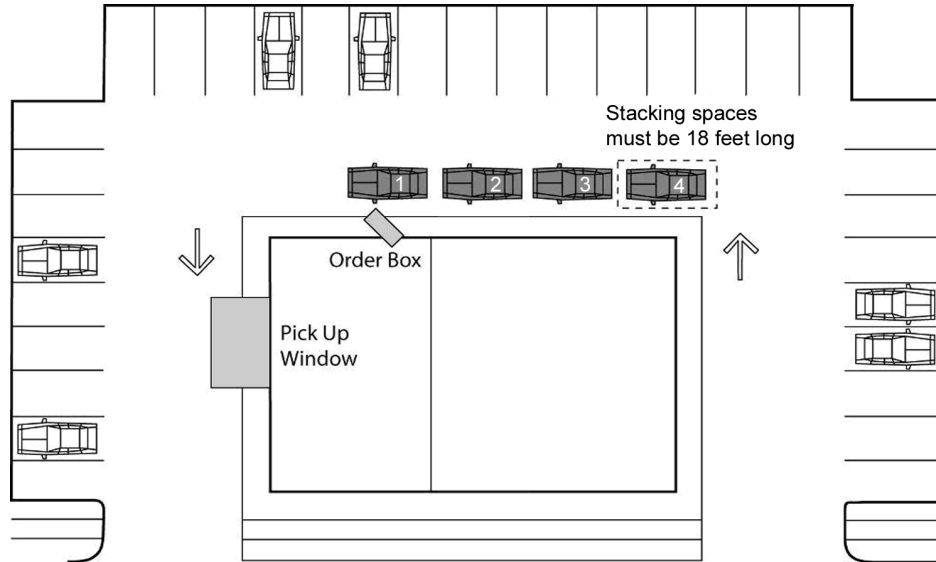 Stacking spaces
must be 18 feet long
1 2 3 4
Order Box
Pick Up
Window